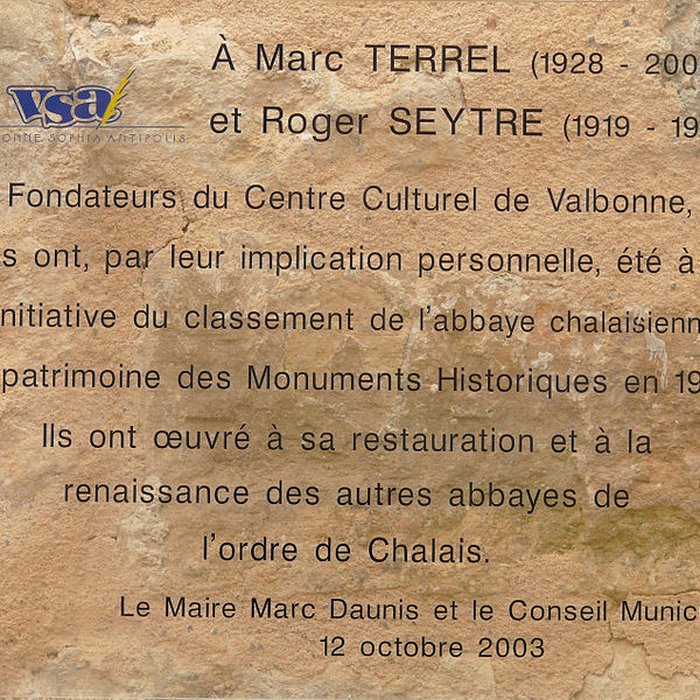 À Marc TERREL (1928 - 200
vsa
ONNE SOPHIA ANTIPOLIS
et Roger SEYTRE (1919 - 19
Fondateurs du Centre Culturel de Valbonne,
s ont, par leur implication personnelle, été à
nitiative du classement de l'abbaye chalaisienn
patrimoine des Monuments Historiques en 19
Ils ont œuvré à sa restauration et à la
renaissance des autres abbayes de
l'ordre de Chalais.
Le Maire Marc Daunis et le Conseil Munic
12 octobre 2003